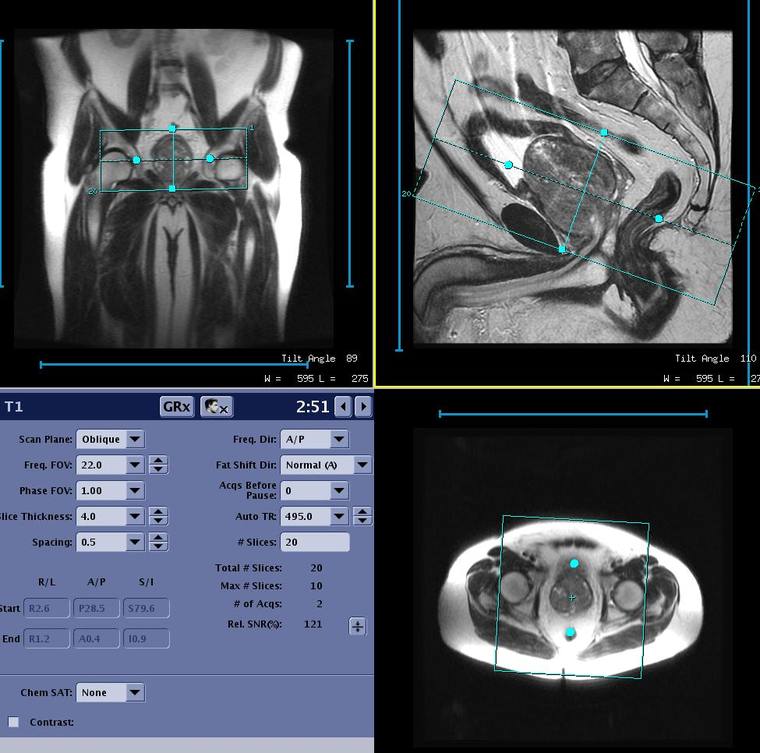 1
20
Tilt Angle 89
W = 595 L = 275
20
Tilt Angle 110
W = 595 L = 27
T1
GRx
2:51
Scan Plane: Oblique
Freq. Dir: A/P
Freq. FOV: 22.0
Fat Shift Dir: Normal (A)
Phase FOV: 1.00
Acqs Before
Pause: 0
Slice Thickness: 4.0
Auto TR: 495.0
Spacing: 0.5
# Slices: 20
Total # Slices: 20
R/L A/P S/I
Max # Slices: 10
Start R2.6 P28.5 S79.6
# of Acqs: 2
Rel. SNR(%): 121
End R1.2 A0.4 I0.9
Chem SAT: None
Contrast: